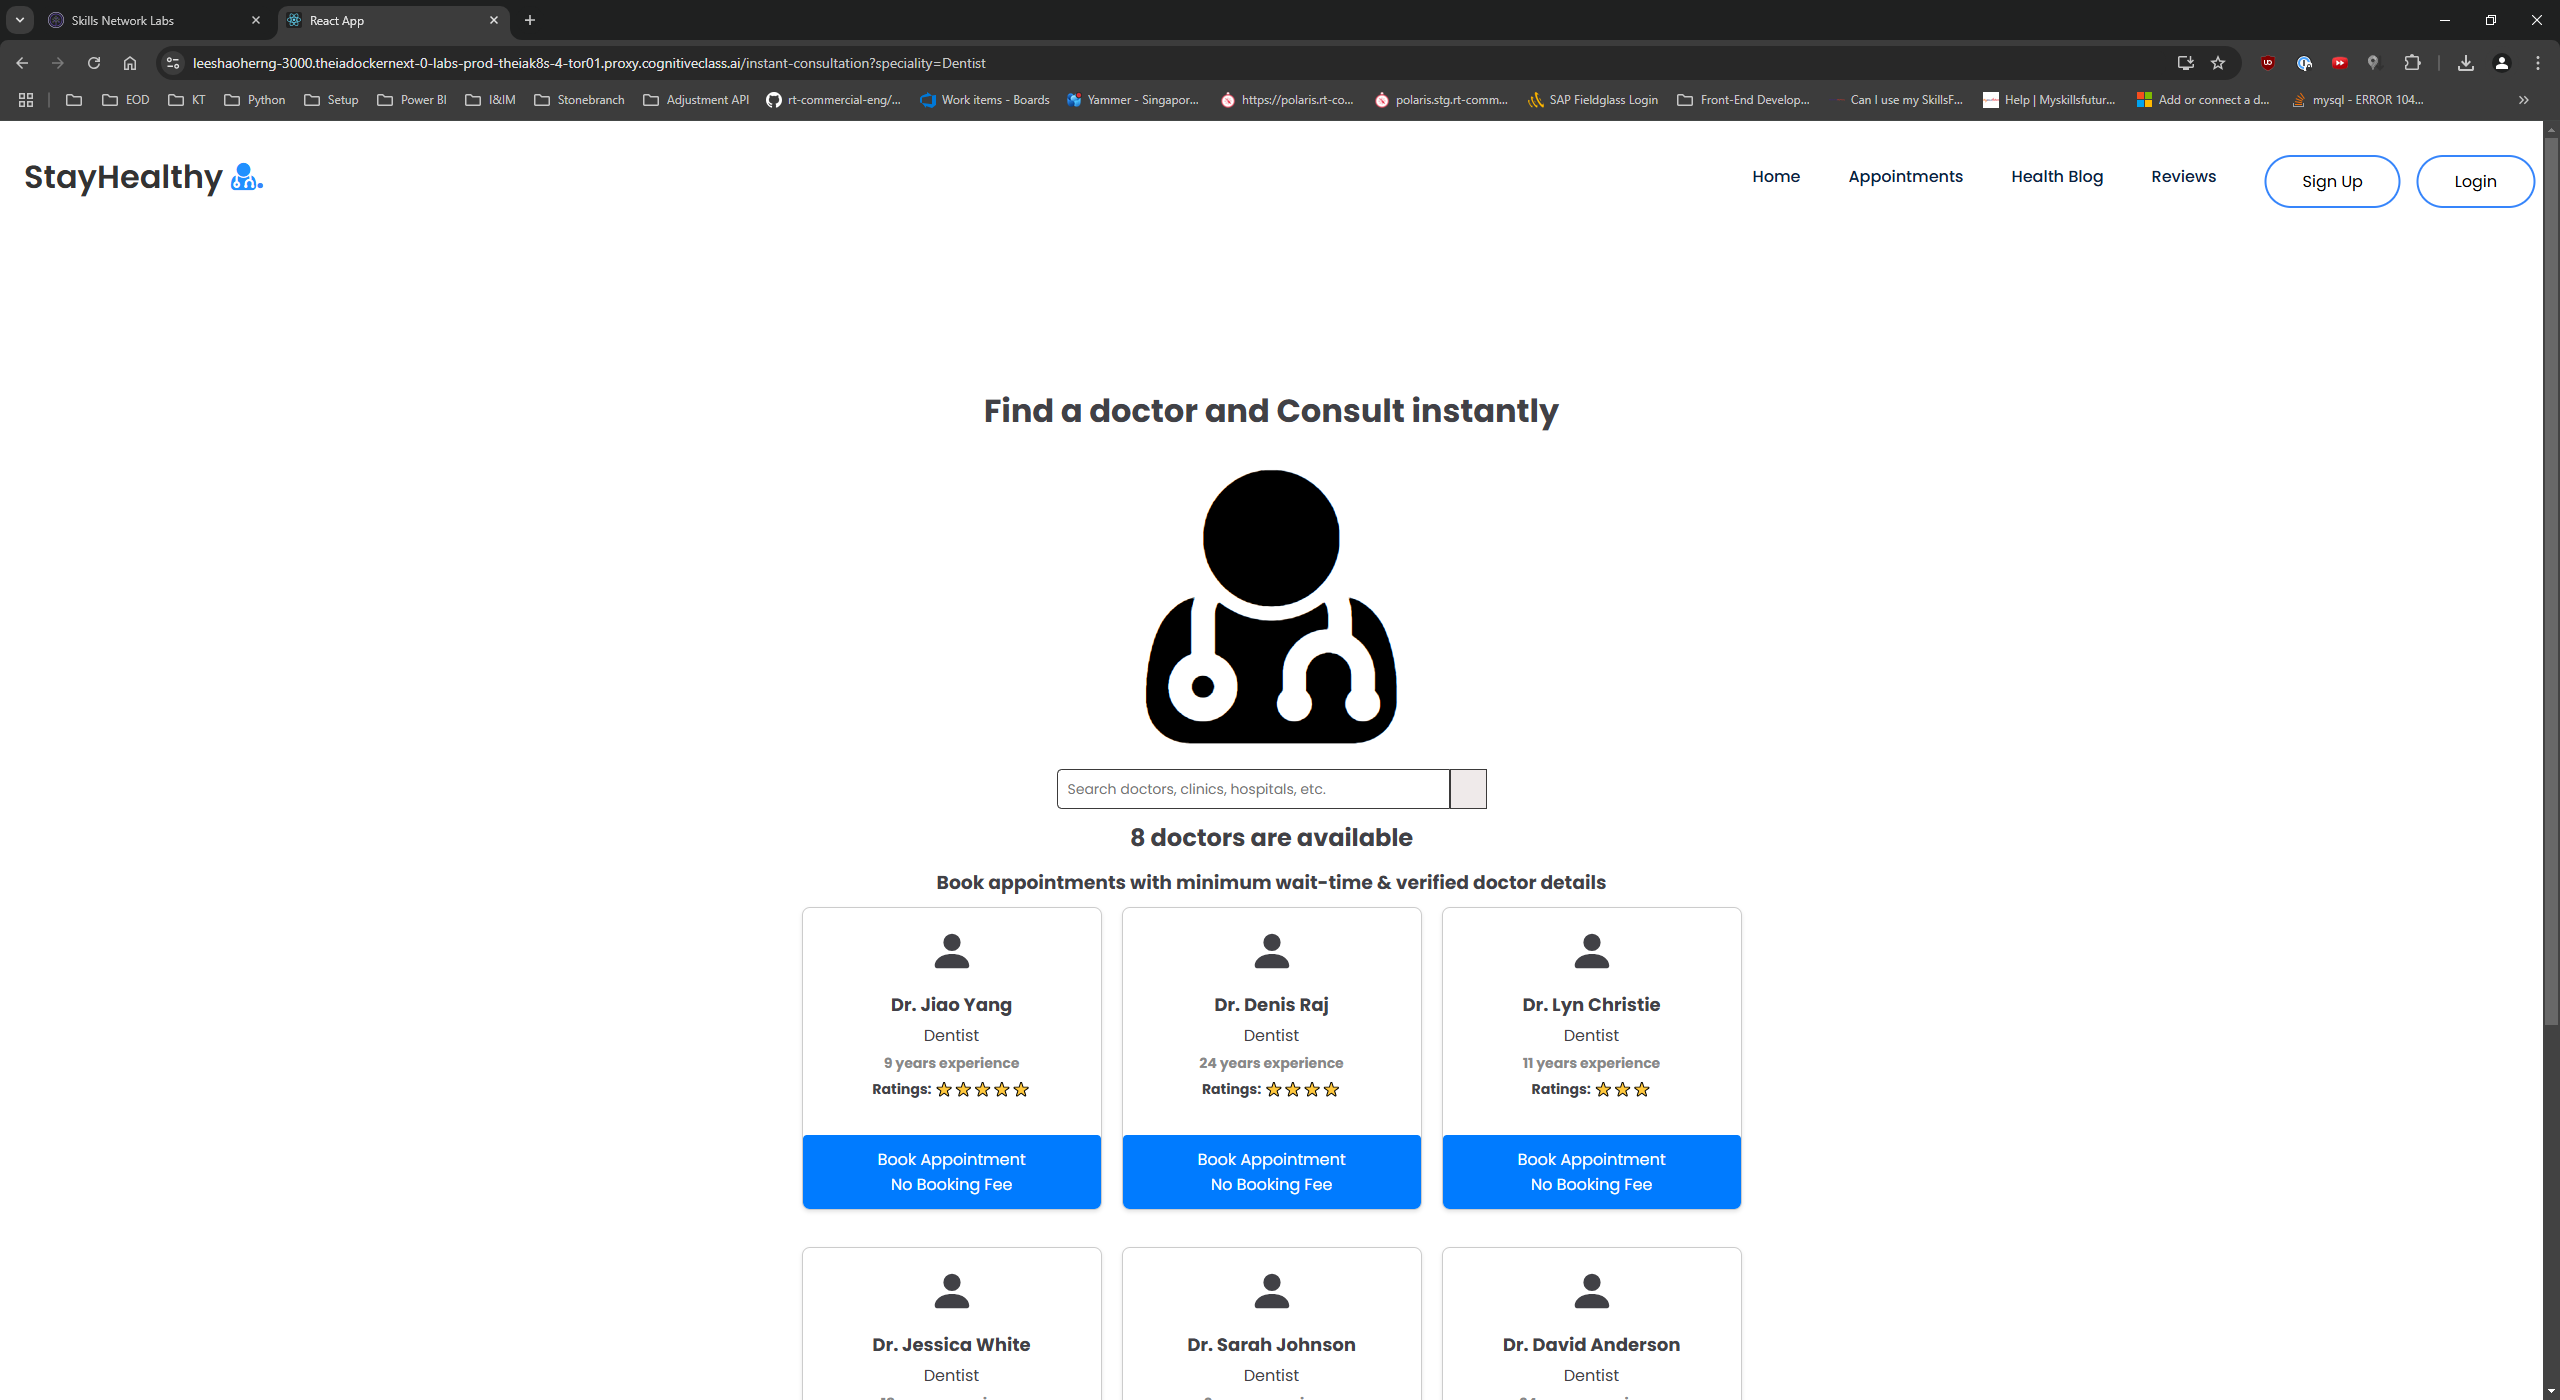 Skills Network Labs
React App
leeshaoherng-3000.theiadockernext-0-labs-prod-theiak8s-4-tor01.proxy.cognitiveclass.ai/instant-consultation?speciality=Dentist
EOD KT Python Setup Power BI I&IM Stonebranch Adjustment API rt-commercial-eng/... Work items - Boards Yammer - Singapor... https://polaris.rt-co... polaris.stg.rt-comm... SAP Fieldglass Login Front-End Develop... Can I use my SkillsF... Help | Myskillsfutur... Add or connect a d... mysql - ERROR 104...
StayHealthy
Home Appointments Health Blog Reviews Sign Up Login
Find a doctor and Consult instantly
Search doctors, clinics, hospitals, etc.
8 doctors are available
Book appointments with minimum wait-time & verified doctor details
Dr. Jiao Yang
Dentist
9 years experience
Ratings:
Book Appointment
No Booking Fee
Dr. Denis Raj
Dentist
24 years experience
Ratings:
Book Appointment
No Booking Fee
Dr. Lyn Christie
Dentist
11 years experience
Ratings:
Book Appointment
No Booking Fee
Dr. Jessica White
Dentist
Dr. Sarah Johnson
Dentist
Dr. David Anderson
Dentist